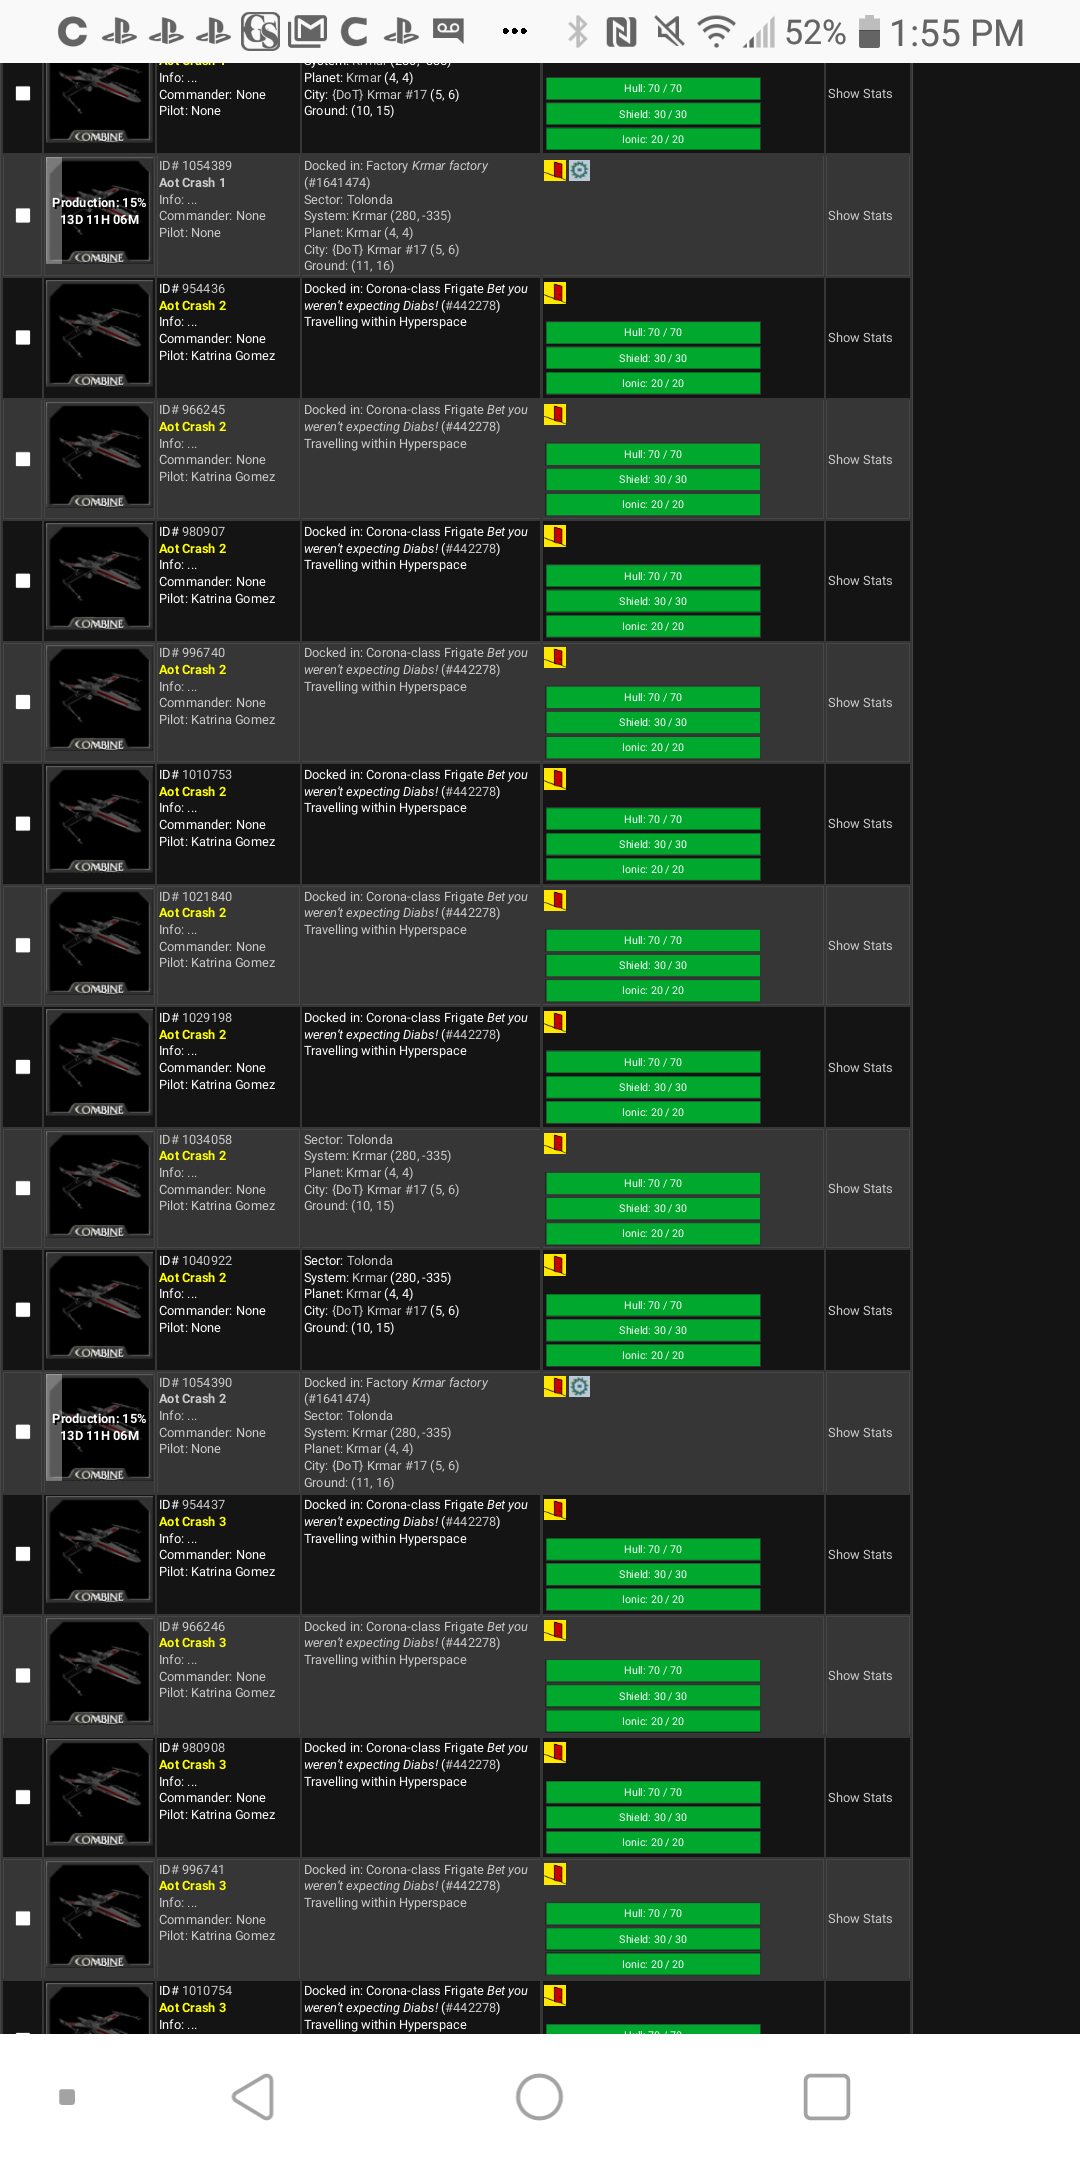 52% 1:55 PM
Aot Crash 1
Info: ...
Commander: None
Pilot: None
COMBINE
System: Krmar (280, -335)
Planet: Krmar (4, 4)
City: {DoT} Krmar #17 (5, 6)
Ground: (10, 15)
Hull: 70 / 70
Shield: 30 / 30
Ionic: 20 / 20
Show Stats
Production: 15%
13D 11H 06M
COMBINE
ID# 1054389
Aot Crash 1
Info: ...
Commander: None
Pilot: None
Docked in: Factory Krmar factory
(#1641474)
Sector: Tolonda
System: Krmar (280, -335)
Planet: Krmar (4, 4)
City: {DoT} Krmar #17 (5, 6)
Ground: (11, 16)
Show Stats
COMBINE
ID# 954436
Aot Crash 2
Info: ...
Commander: None
Pilot: Katrina Gomez
Docked in: Corona-class Frigate Bet you
weren't expecting Diabs! (#442278)
Travelling within Hyperspace
Hull: 70 / 70
Shield: 30 / 30
Ionic: 20 / 20
Show Stats
COMBINE
ID# 966245
Aot Crash 2
Info: ...
Commander: None
Pilot: Katrina Gomez
Docked in: Corona-class Frigate Bet you
weren't expecting Diabs! (#442278)
Travelling within Hyperspace
Hull: 70 / 70
Shield: 30 / 30
Ionic: 20 / 20
Show Stats
COMBINE
ID# 980907
Aot Crash 2
Info: ...
Commander: None
Pilot: Katrina Gomez
Docked in: Corona-class Frigate Bet you
weren't expecting Diabs! (#442278)
Travelling within Hyperspace
Hull: 70 / 70
Shield: 30 / 30
Ionic: 20 / 20
Show Stats
COMBINE
ID# 996740
Aot Crash 2
Info: ...
Commander: None
Pilot: Katrina Gomez
Docked in: Corona-class Frigate Bet you
weren't expecting Diabs! (#442278)
Travelling within Hyperspace
Hull: 70 / 70
Shield: 30 / 30
Ionic: 20 / 20
Show Stats
COMBINE
ID# 1010753
Aot Crash 2
Info: ...
Commander: None
Pilot: Katrina Gomez
Docked in: Corona-class Frigate Bet you
weren't expecting Diabs! (#442278)
Travelling within Hyperspace
Hull: 70 / 70
Shield: 30 / 30
Ionic: 20 / 20
Show Stats
COMBINE
ID# 1021840
Aot Crash 2
Info: ...
Commander: None
Pilot: Katrina Gomez
Docked in: Corona-class Frigate Bet you
weren't expecting Diabs! (#442278)
Travelling within Hyperspace
Hull: 70 / 70
Shield: 30 / 30
Ionic: 20 / 20
Show Stats
COMBINE
ID# 1029198
Aot Crash 2
Info: ...
Commander: None
Pilot: Katrina Gomez
Docked in: Corona-class Frigate Bet you
weren't expecting Diabs! (#442278)
Travelling within Hyperspace
Hull: 70 / 70
Shield: 30 / 30
Ionic: 20 / 20
Show Stats
COMBINE
ID# 1034058
Aot Crash 2
Info: ...
Commander: None
Pilot: Katrina Gomez
Sector: Tolonda
System: Krmar (280, -335)
Planet: Krmar (4, 4)
City: {DoT} Krmar #17 (5, 6)
Ground: (10, 15)
Hull: 70 / 70
Shield: 30 / 30
Ionic: 20 / 20
Show Stats
COMBINE
ID# 1040922
Aot Crash 2
Info: ...
Commander: None
Pilot: None
Sector: Tolonda
System: Krmar (280, -335)
Planet: Krmar (4, 4)
City: {DoT} Krmar #17 (5, 6)
Ground: (10, 15)
Hull: 70 / 70
Shield: 30 / 30
Ionic: 20 / 20
Show Stats
Production: 15%
13D 11H 06M
COMBINE
ID# 1054390
Aot Crash 2
Info: ...
Commander: None
Pilot: None
Docked in: Factory Krmar factory
(#1641474)
Sector: Tolonda
System: Krmar (280, -335)
Planet: Krmar (4, 4)
City: {DoT} Krmar #17 (5, 6)
Ground: (11, 16)
Show Stats
COMBINE
ID# 954437
Aot Crash 3
Info: ...
Commander: None
Pilot: Katrina Gomez
Docked in: Corona-class Frigate Bet you
weren't expecting Diabs! (#442278)
Travelling within Hyperspace
Hull: 70 / 70
Shield: 30 / 30
Ionic: 20 / 20
Show Stats
COMBINE
ID# 966246
Aot Crash 3
Info: ...
Commander: None
Pilot: Katrina Gomez
Docked in: Corona-class Frigate Bet you
weren't expecting Diabs! (#442278)
Travelling within Hyperspace
Hull: 70 / 70
Shield: 30 / 30
Ionic: 20 / 20
Show Stats
COMBINE
ID# 980908
Aot Crash 3
Info: ...
Commander: None
Pilot: Katrina Gomez
Docked in: Corona-class Frigate Bet you
weren't expecting Diabs! (#442278)
Travelling within Hyperspace
Hull: 70 / 70
Shield: 30 / 30
Ionic: 20 / 20
Show Stats
COMBINE
ID# 996741
Aot Crash 3
Info: ...
Commander: None
Pilot: Katrina Gomez
Docked in: Corona-class Frigate Bet you
weren't expecting Diabs! (#442278)
Travelling within Hyperspace
Hull: 70 / 70
Shield: 30 / 30
Ionic: 20 / 20
Show Stats
ID# 1010754
Aot Crash 3
Info: ...
Docked in: Corona-class Frigate Bet you
weren't expecting Diabs! (#442278)
Travelling within Hyperspace
Hull: 70 / 70